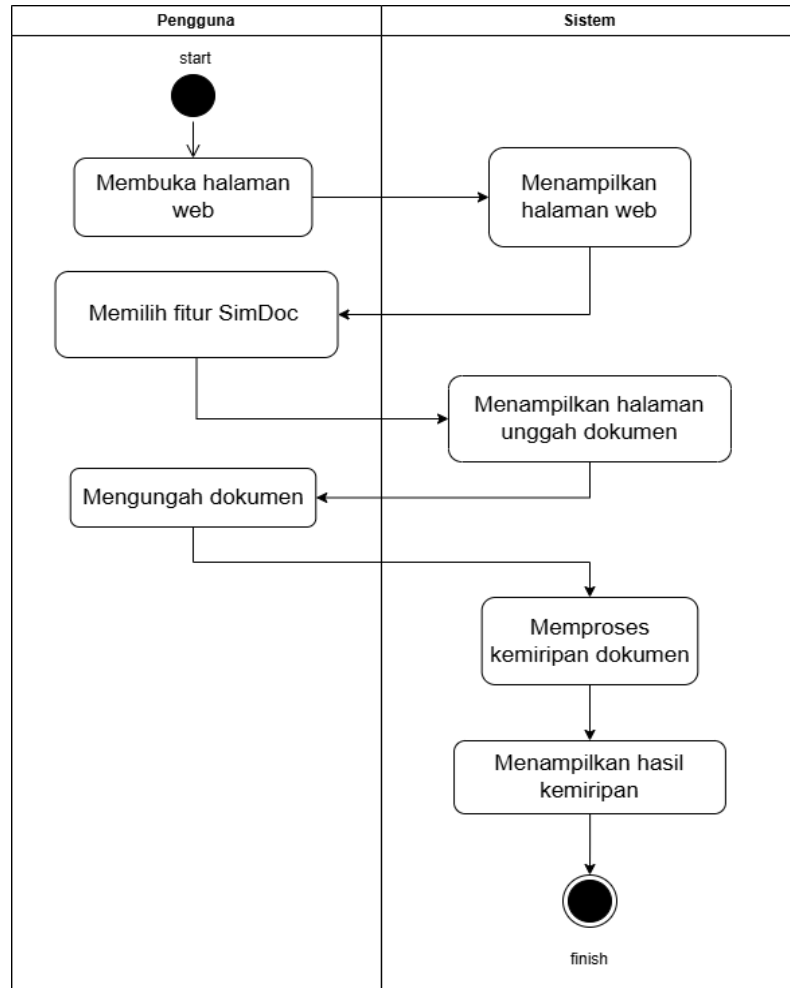 Pengguna
Sistem
start
Membuka halaman
web
Menampilkan
halaman web
Memilih fitur SimDoc
Menampilkan halaman
unggah dokumen
Mengungah dokumen
Memproses
kemiripan dokumen
Menampilkan hasil
kemiripan
finish